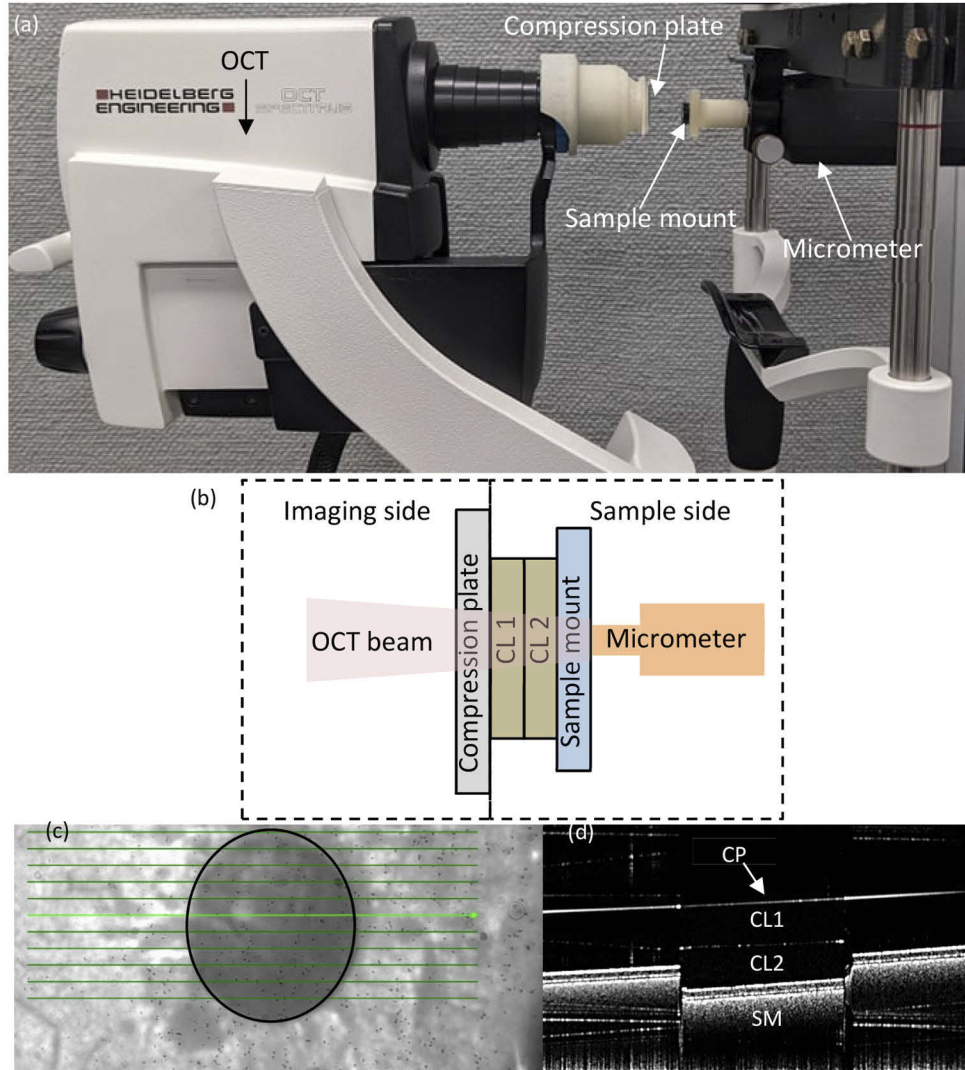 (a)
Compression plate
OCT
HEIDELBERG
ENGINEERING
OCT
SPECTRALIS
Sample mount
Micrometer
(b)
Imaging side
Sample side
Compression plate
OCT beam
CL 1
CL 2
Sample mount
Micrometer
(c)
(d)
CP
CL1
CL2
SM